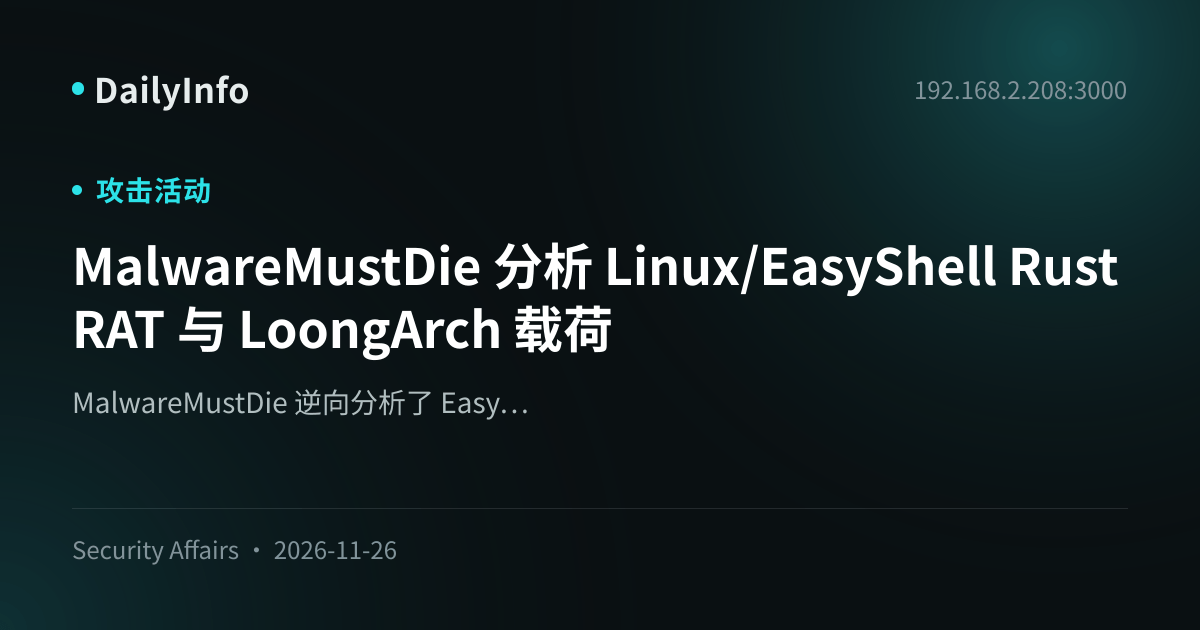 DailyInfo
192.168.2.208:3000
攻击活动
MalwareMustDie 分析 Linux/EasyShell Rust
RAT 与 LoongArch 载荷
MalwareMustDie 逆向分析了 Easy…
Security Affairs · 2026-11-26